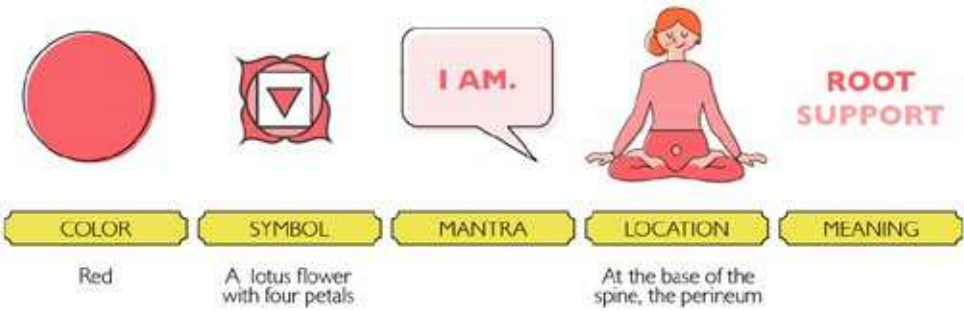 I AM.
ROOT
SUPPORT
COLOR
SYMBOL
MANTRA
LOCATION
MEANING
Red
A lotus flower
with four petals
At the base of the
spine, the perineum